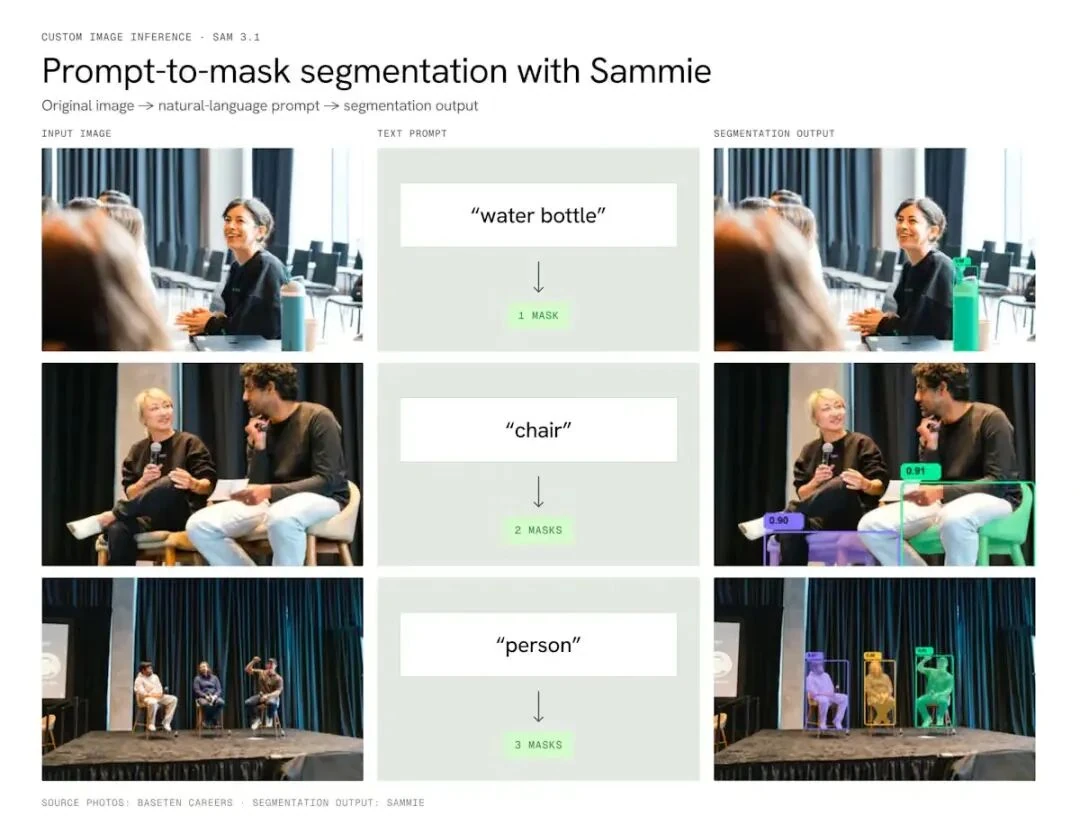 CUSTOM IMAGE INFERENCE · SAM 3.1
Prompt-to-mask segmentation with Sammie
Original image → natural-language prompt → segmentation output
INPUT IMAGE
TEXT PROMPT
SEGMENTATION OUTPUT
“water bottle”
1 MASK
“chair”
2 MASKS
0.91
0.90
“person”
3 MASKS
SOURCE PHOTOS: BASETEN CAREERS · SEGMENTATION OUTPUT: SAMMIE